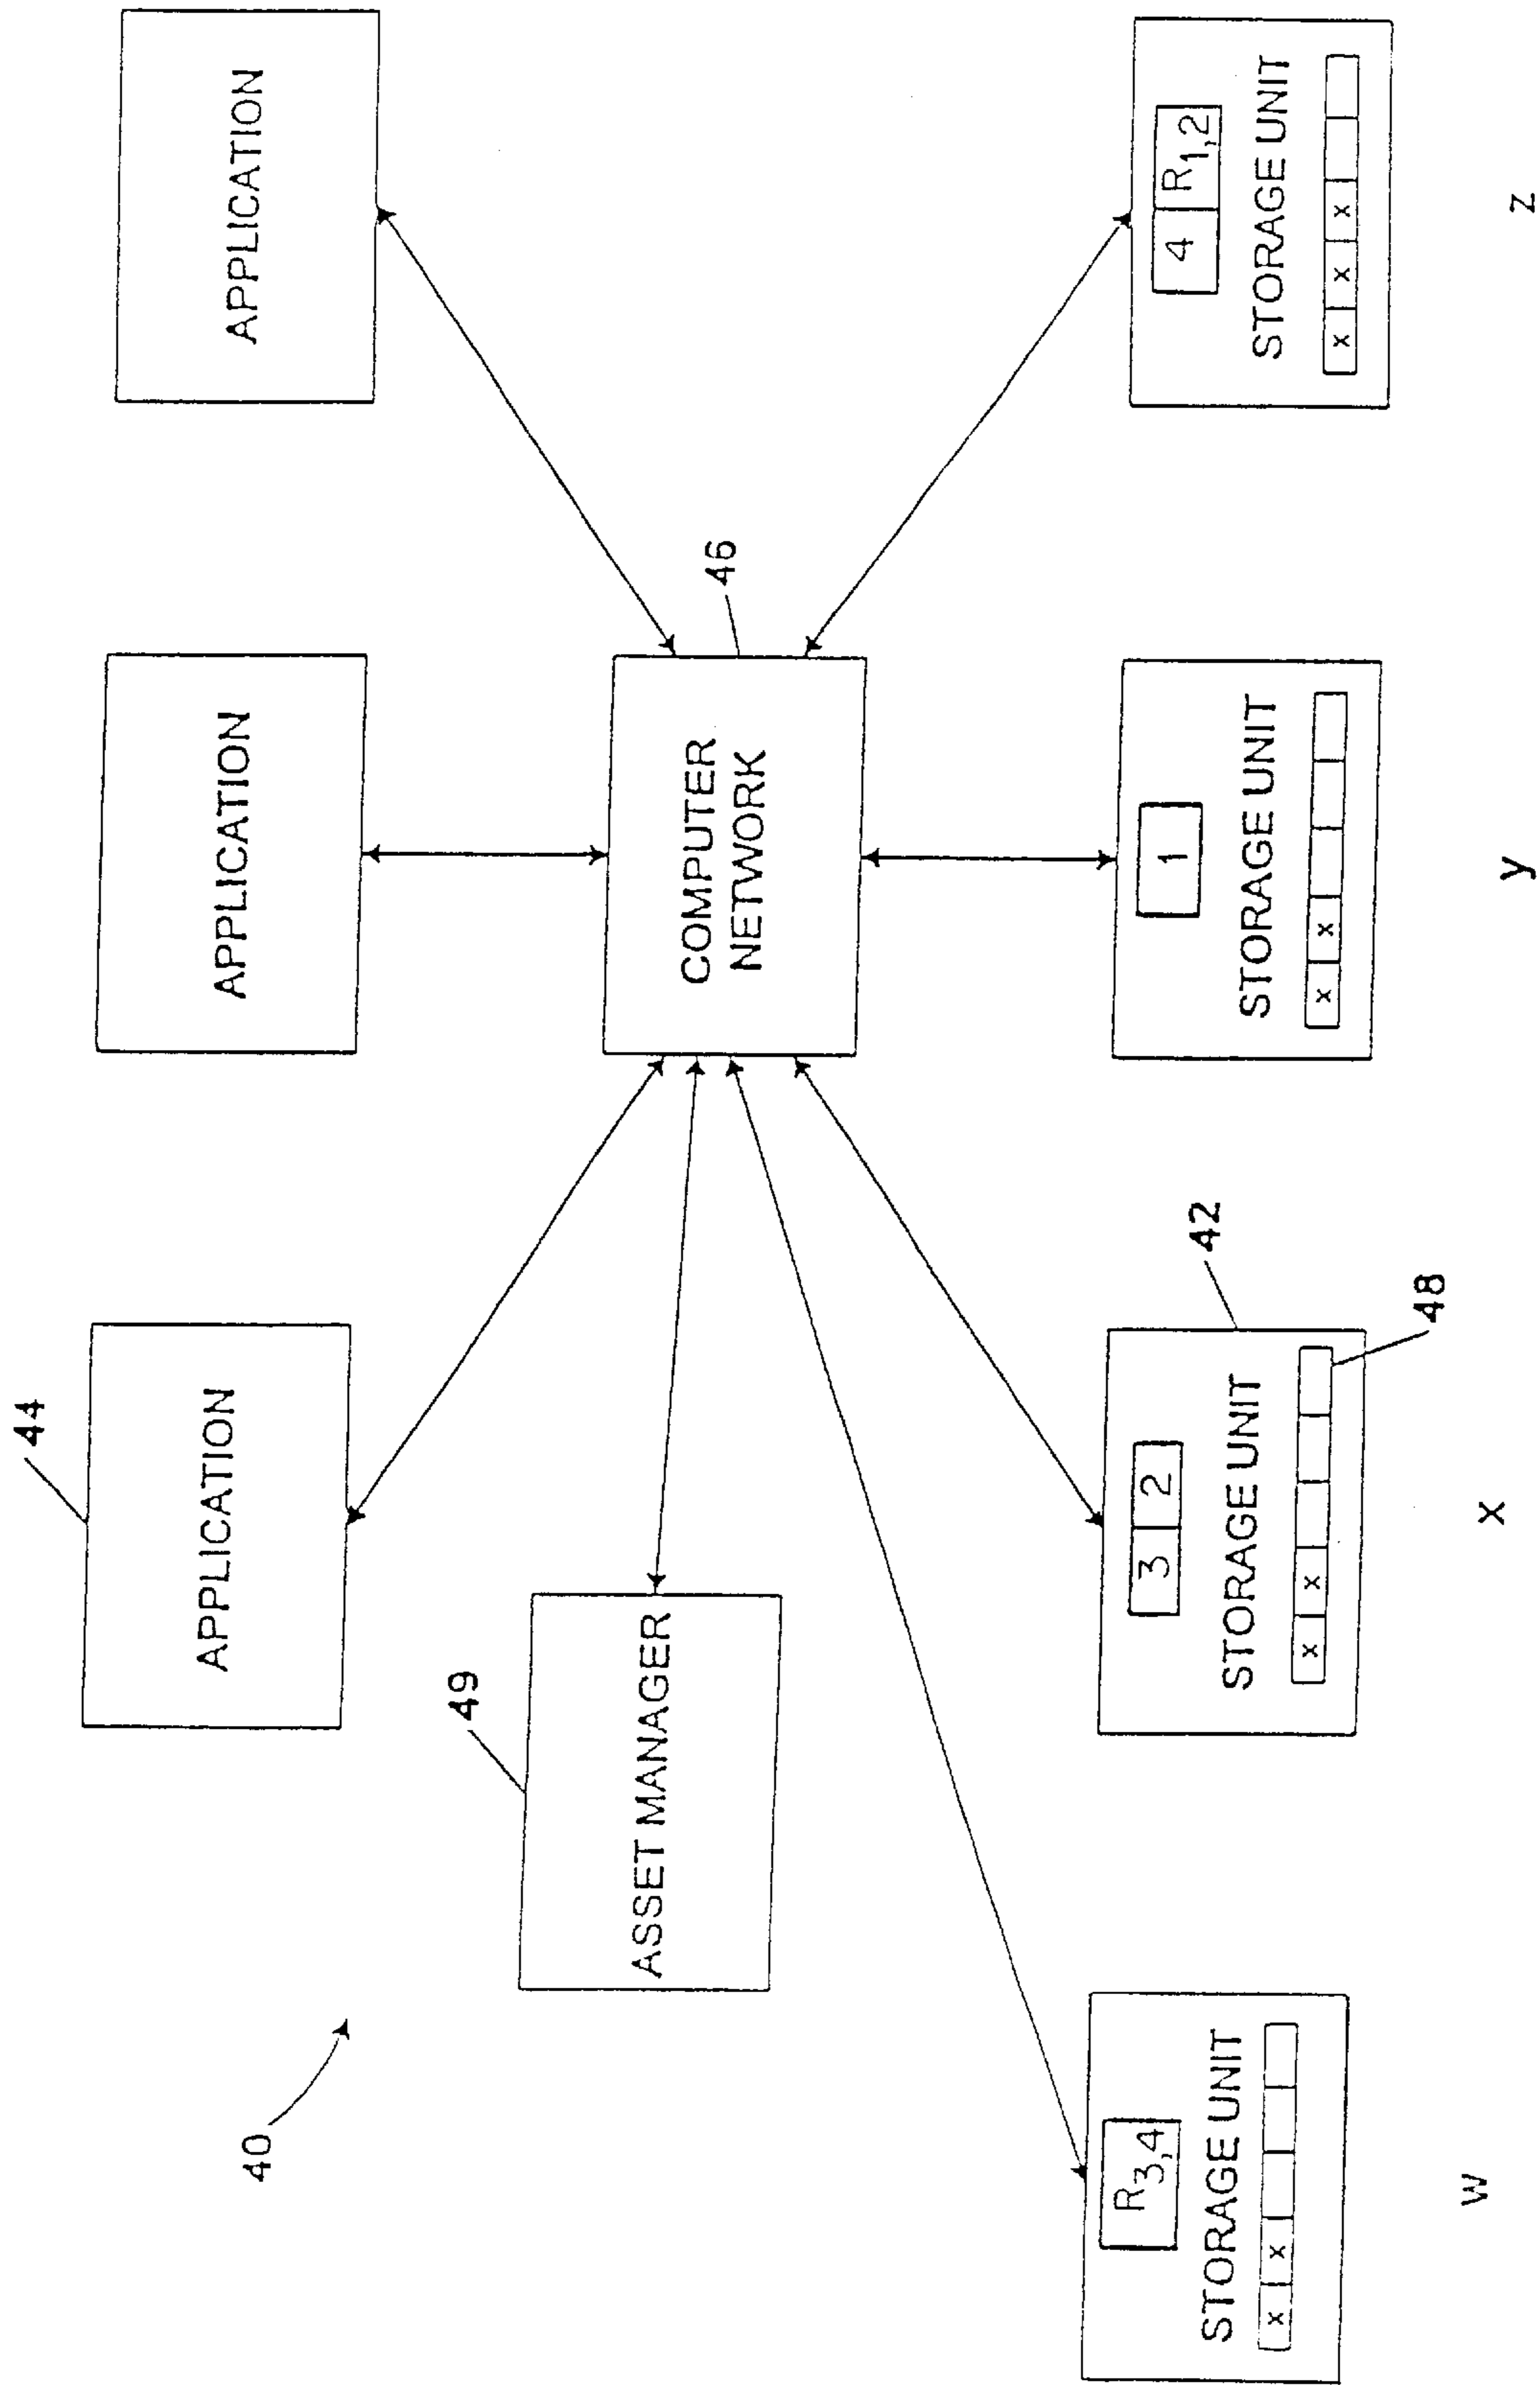 44
APPLICATION
APPLICATION
APPLICATION
40
49
ASSET MANAGER
COMPUTER
NETWORK
46
R3,4
STORAGE UNIT
x x
w
3 2
STORAGE UNIT
x x
42
48
x
1
STORAGE UNIT
x x
y
4 R1,2
STORAGE UNIT
x x x
z